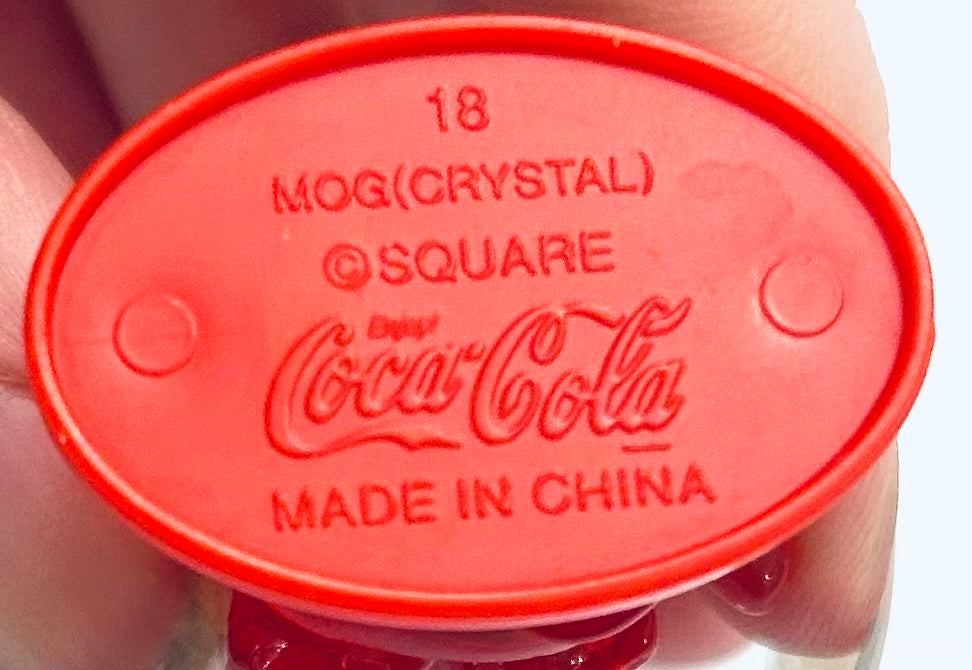 18
MOG(CRYSTAL)
©SQUARE
Enjoy!
Coca-Cola
MADE IN CHINA